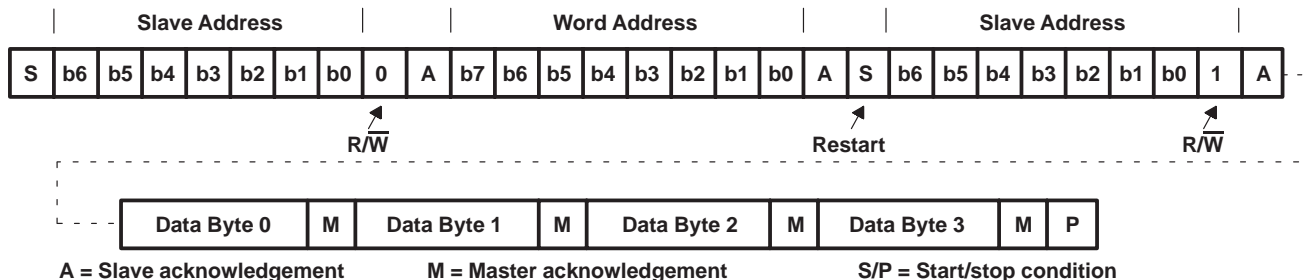 Slave Address Word Address Slave Address
S b6 b5 b4 b3 b2 b1 b0 0 A b7 b6 b5 b4 b3 b2 b1 b0 A S b6 b5 b4 b3 b2 b1 b0 1 A
R/W̅ Restart R/W̅
Data Byte 0 M Data Byte 1 M Data Byte 2 M Data Byte 3 M P
A = Slave acknowledgement M = Master acknowledgement S/P = Start/stop condition